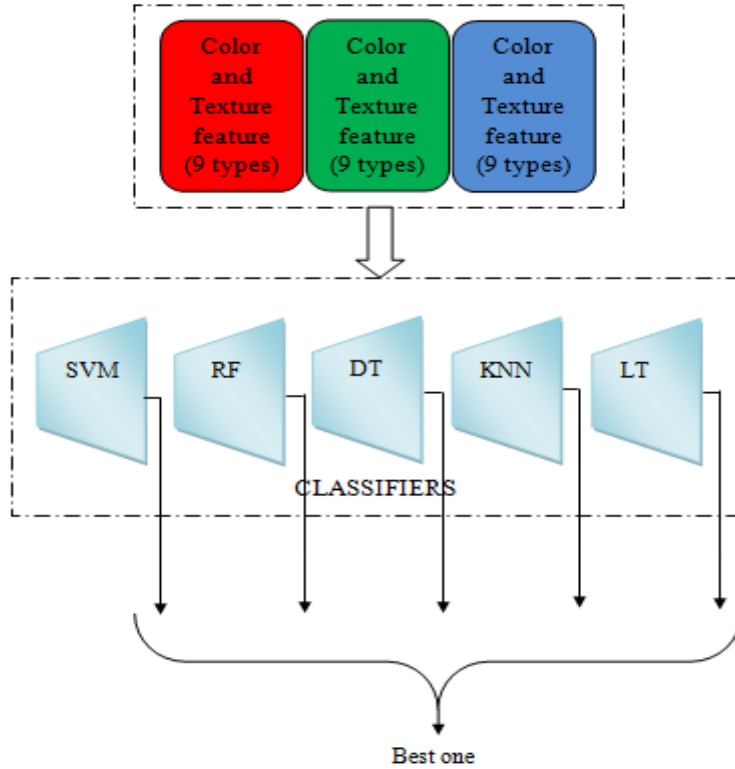 Color
and
Texture
feature
(9 types)
Color
and
Texture
feature
(9 types)
Color
and
Texture
feature
(9 types)
SVM
RF
DT
KNN
LT
CLASSIFIERS
Best one